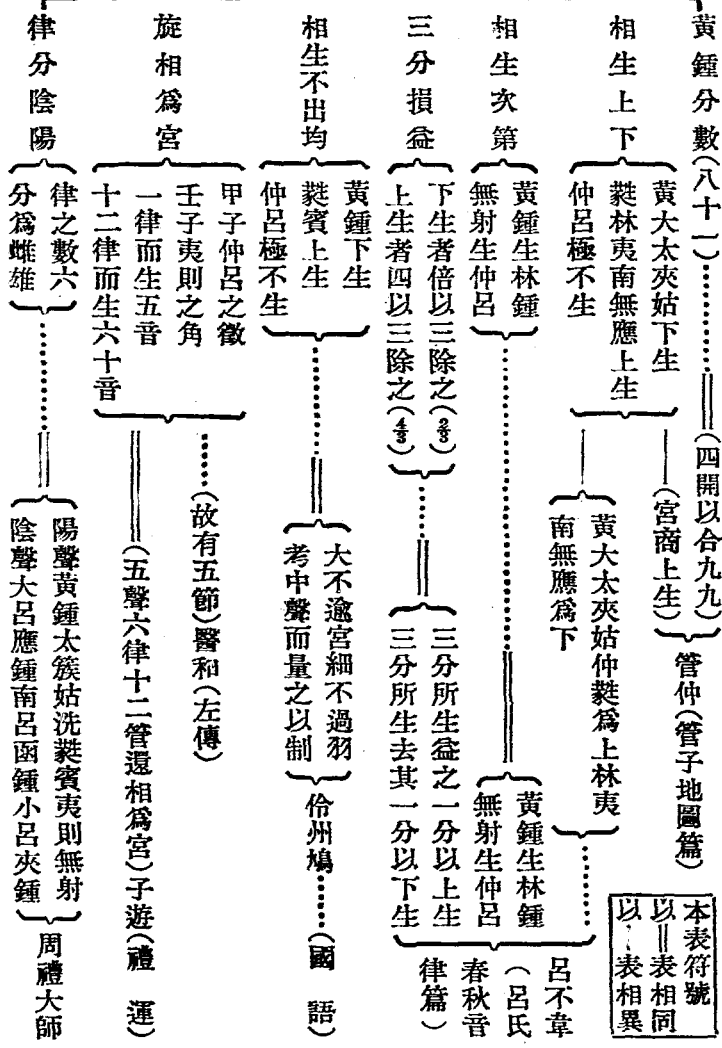 黃鍾分數（八十一）
（四開以合九九）
相生上下
黃大太夾姑下生
蕤林夷南無應上生
仲呂極不生
（宮商上生）
管仲（管子地圖篇）
黃大太夾姑仲蕤爲上林夷
南無應爲下
相生次第
黃鍾生林鍾
無射生仲呂
黃鍾生林鍾
無射生仲呂
三分損益
下生者倍以三除之（⅔）
上生者四以三除之（4/3）
三分所生益之一分以上生
三分所生去其一分以下生
呂不韋
（呂氏
春秋音
律篇）
相生不出均
黃鍾下生
蕤賓上生
仲呂極不生
大不逾宮細不過羽
考中聲而量之以制
伶州鳩
（國語）
旋相爲宮
甲子仲呂之徵
壬子夷則之角
一律而生五音
十二律而生六十音
（故有五節）醫和（左傳）
（五聲六律十二管還相爲宮）子游（禮運）
律分陰陽
律之數六
分爲雌雄
陽聲黃鍾太簇姑洗蕤賓夷則無射
陰聲大呂應鍾南呂函鍾小呂夾鍾
周禮大師
本表符號
以‖表相同
以…表相異